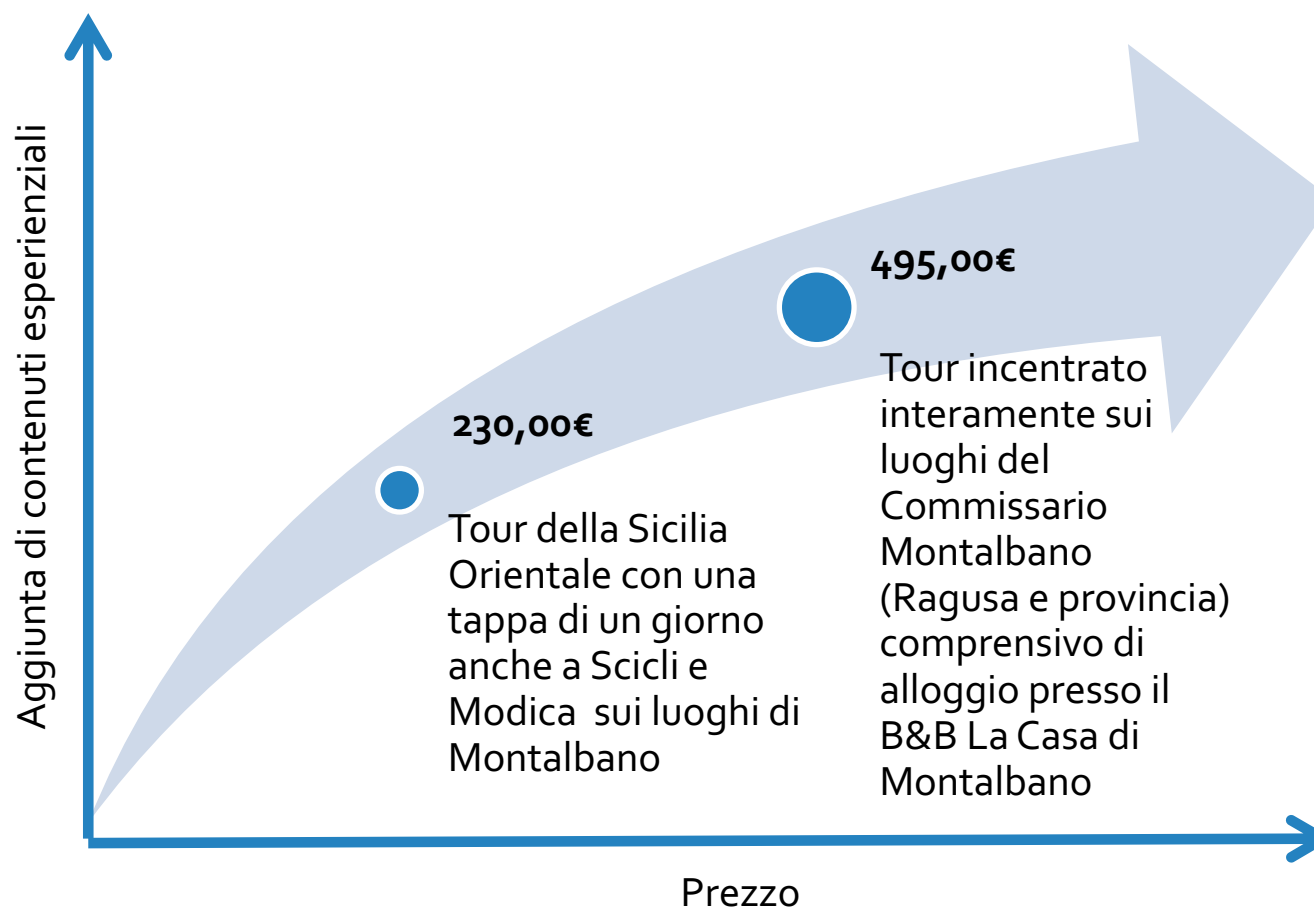 Aggiunta di contenuti esperienziali
495,00€
Tour incentrato
interamente sui
luoghi del
Commissario
Montalbano
(Ragusa e provincia)
comprensivo di
alloggio presso il
B&B La Casa di
Montalbano
230,00€
Tour della Sicilia
Orientale con una
tappa di un giorno
anche a Scicli e
Modica  sui luoghi di
Montalbano
Prezzo